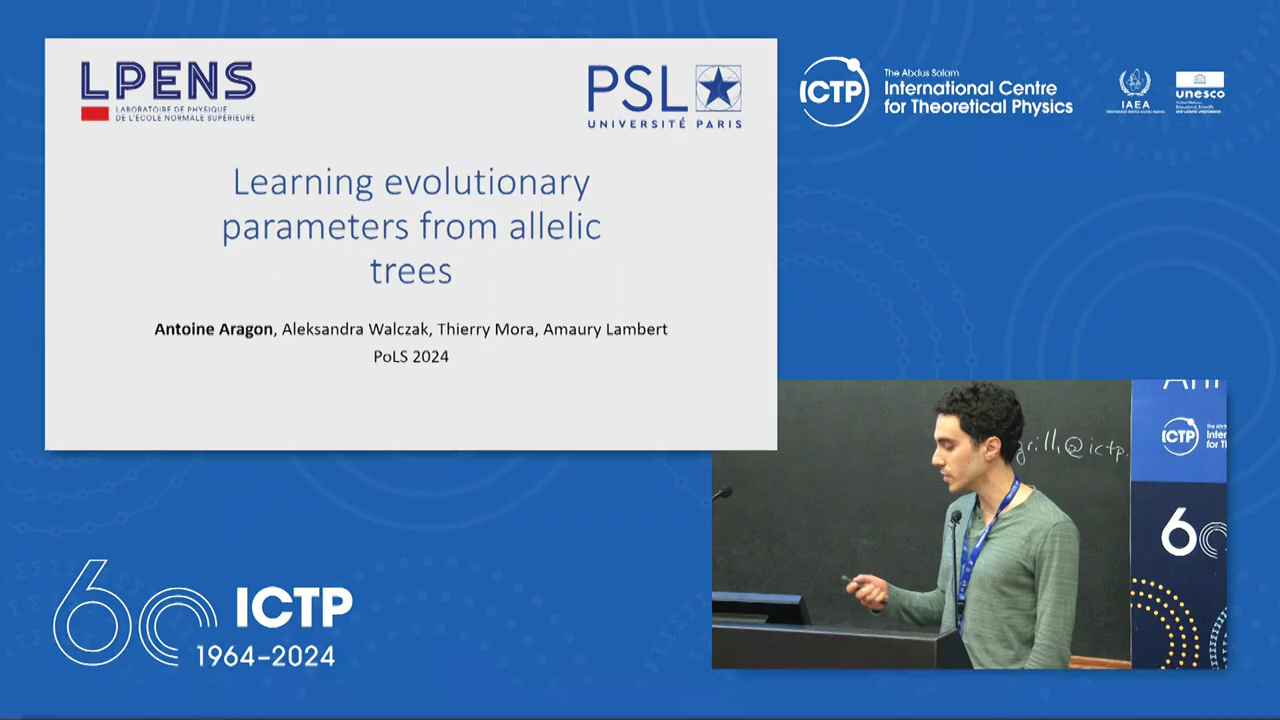 LPENS
LABORATOIRE DE PHYSIQUE
DE L'ÉCOLE NORMALE SUPÉRIEURE
PSL
UNIVERSITÉ PARIS
Learning evolutionary
parameters from allelic
trees
Antoine Aragon, Aleksandra Walczak, Thierry Mora, Amaury Lambert
PoLS 2024
ICTP
The Abdus Salam
International Centre
for Theoretical Physics
IAEA
unesco
grilli@ictp.
ICTP
60
60 ICTP
1964–2024